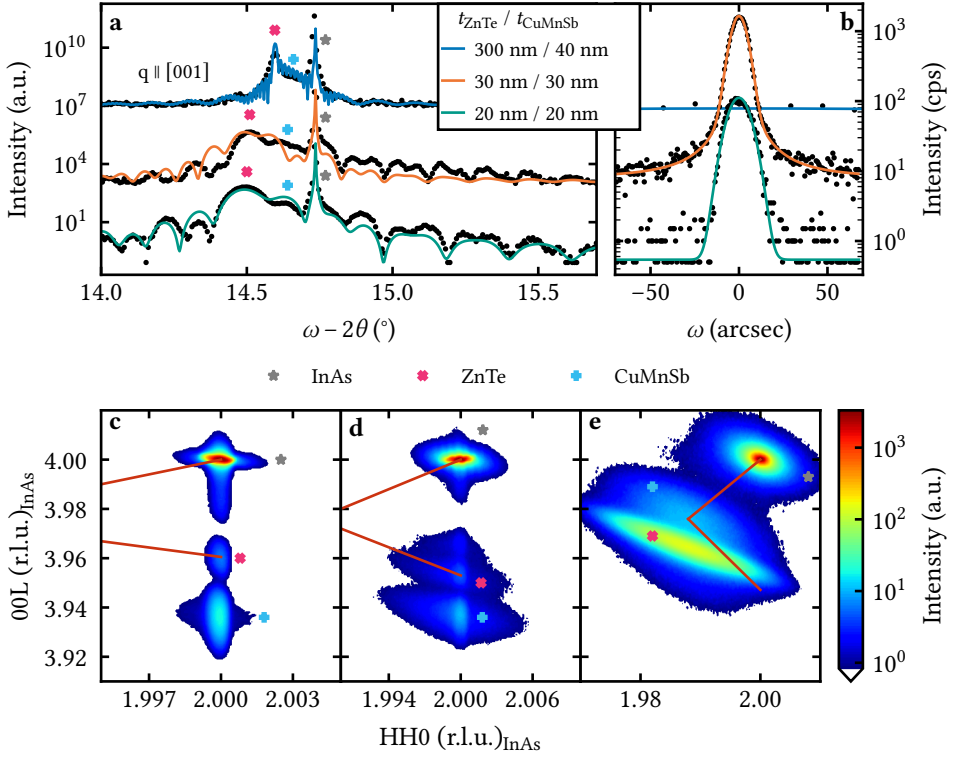 a
b
t_ZnTe / t_CuMnSb
300 nm / 40 nm
30 nm / 30 nm
20 nm / 20 nm
q ∥ [001]
Intensity (a.u.)
10^10
10^7
10^4
10^1
14.0
14.5
15.0
15.5
ω − 2θ (°)
−50
0
50
ω (arcsec)
10^3
10^2
10^1
10^0
Intensity (cps)
InAs
ZnTe
CuMnSb
c
d
e
00L (r.l.u.)_InAs
4.00
3.98
3.96
3.94
3.92
1.997
2.000
2.003
1.994
2.000
2.006
1.98
2.00
HH0 (r.l.u.)_InAs
10^3
10^2
10^1
10^0
Intensity (a.u.)